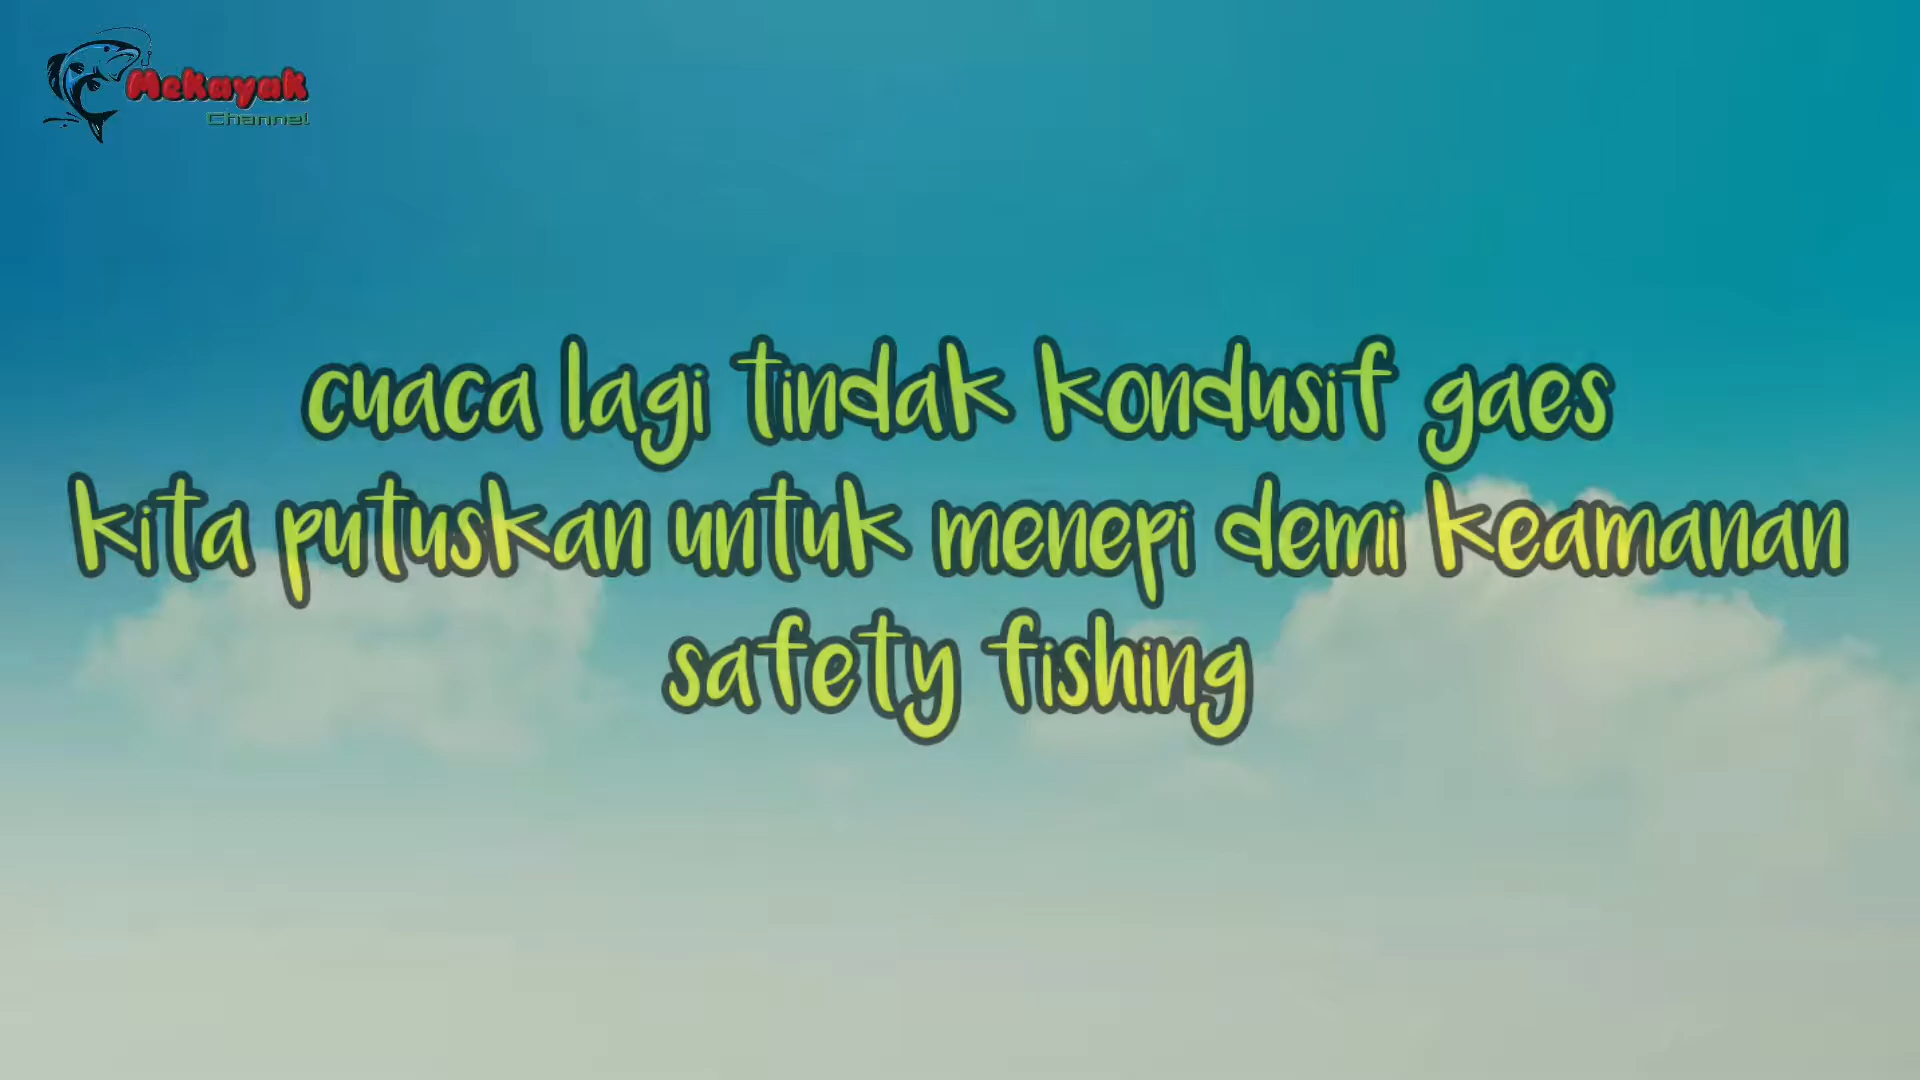 Mekayak
Channel
cuaca lagi tindak kondusif gaes
kita putuskan untuk menepi demi keamanan
safety fishing